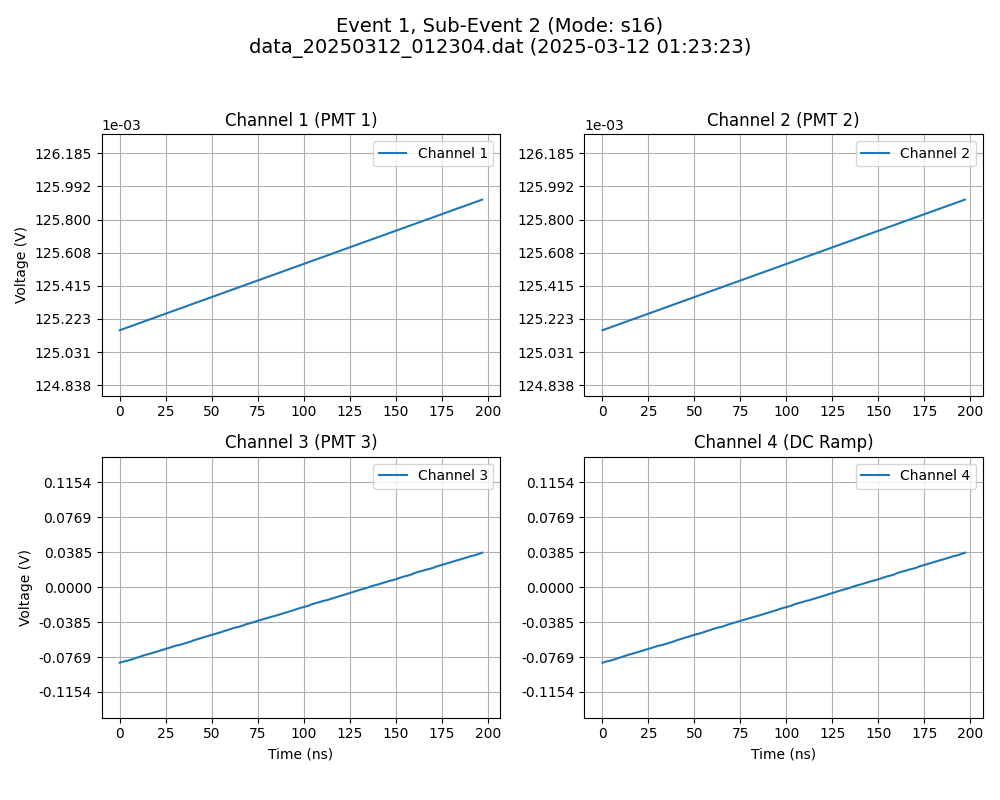 Event 1, Sub-Event 2 (Mode: s16)
data_20250312_012304.dat (2025-03-12 01:23:23)
Channel 1 (PMT 1)
1e-03
Channel 1
126.185
125.992
125.800
125.608
125.415
125.223
125.031
124.838
Voltage (V)
0 25 50 75 100 125 150 175 200
Channel 2 (PMT 2)
1e-03
Channel 2
126.185
125.992
125.800
125.608
125.415
125.223
125.031
124.838
0 25 50 75 100 125 150 175 200
Channel 3 (PMT 3)
Channel 3
0.1154
0.0769
0.0385
0.0000
-0.0385
-0.0769
-0.1154
Voltage (V)
0 25 50 75 100 125 150 175 200
Time (ns)
Channel 4 (DC Ramp)
Channel 4
0.1154
0.0769
0.0385
0.0000
-0.0385
-0.0769
-0.1154
0 25 50 75 100 125 150 175 200
Time (ns)